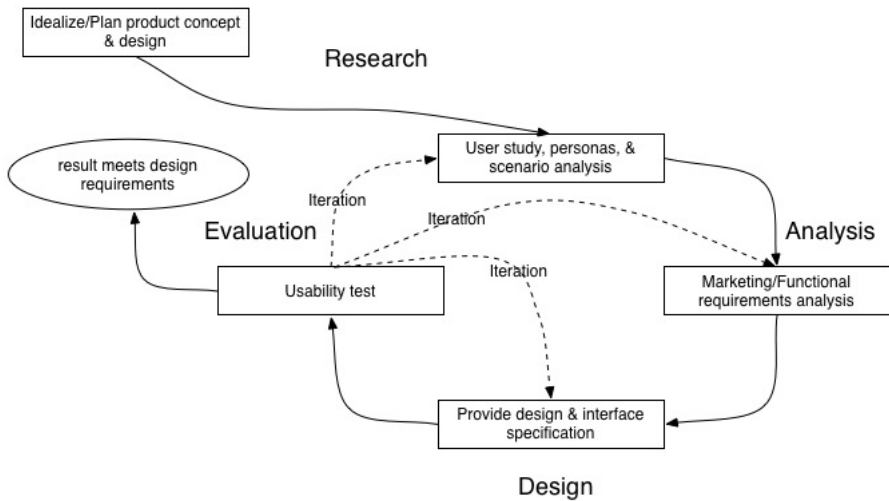 Idealize/Plan product concept
& design
Research
User study, personas, &
scenario analysis
result meets design
requirements
Iteration
Iteration
Evaluation
Analysis
Iteration
Usability test
Marketing/Functional
requirements analysis
Provide design & interface
specification
Design